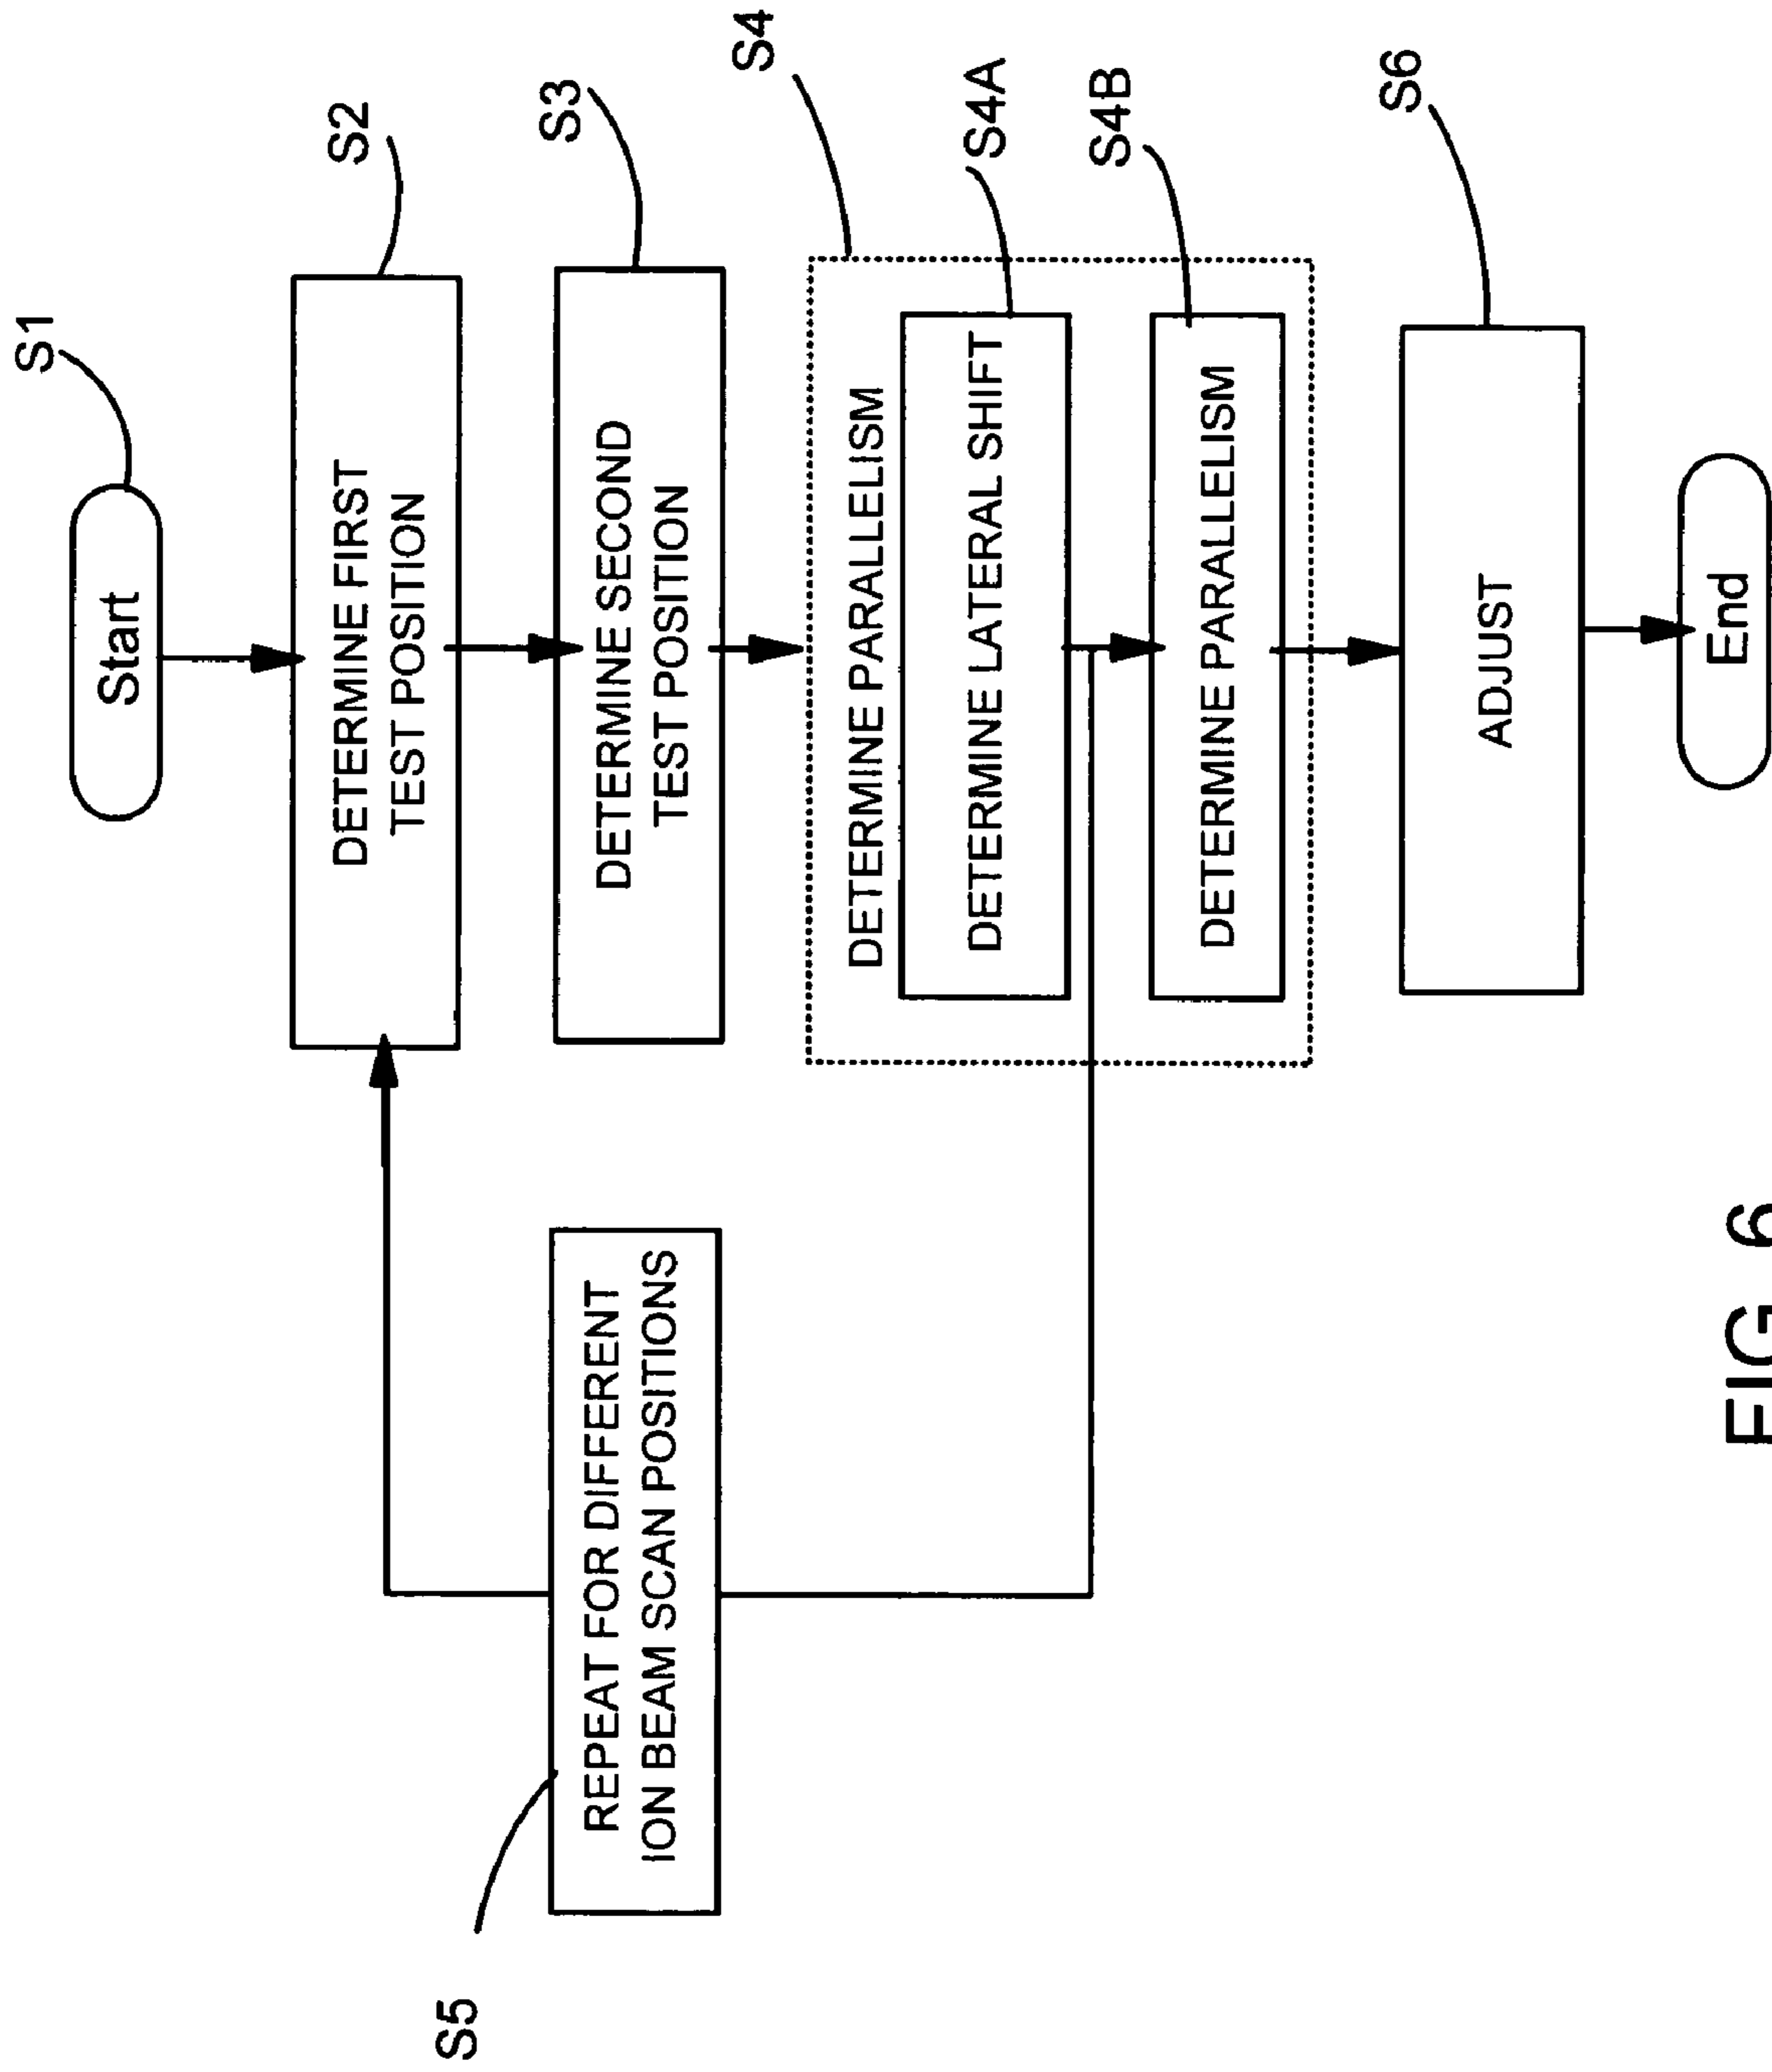 S1
Start
S2
DETERMINE FIRST
TEST POSITION
S3
DETERMINE SECOND
TEST POSITION
S4
DETERMINE PARALLELISM
S4A
DETERMINE LATERAL SHIFT
S4B
DETERMINE PARALLELISM
S5
REPEAT FOR DIFFERENT
ION BEAM SCAN POSITIONS
S6
ADJUST
End
FIG. 6